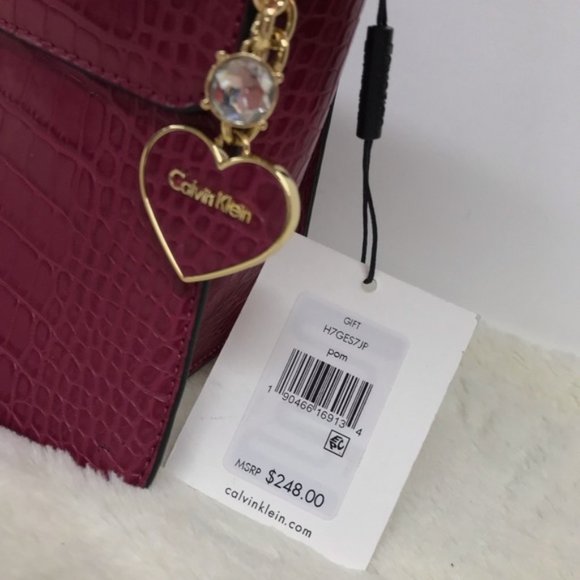 Calvin Klein
GIFT
H7GES7JP
pom
1 90466 16913 4
MSRP $248.00
calvinklein.com